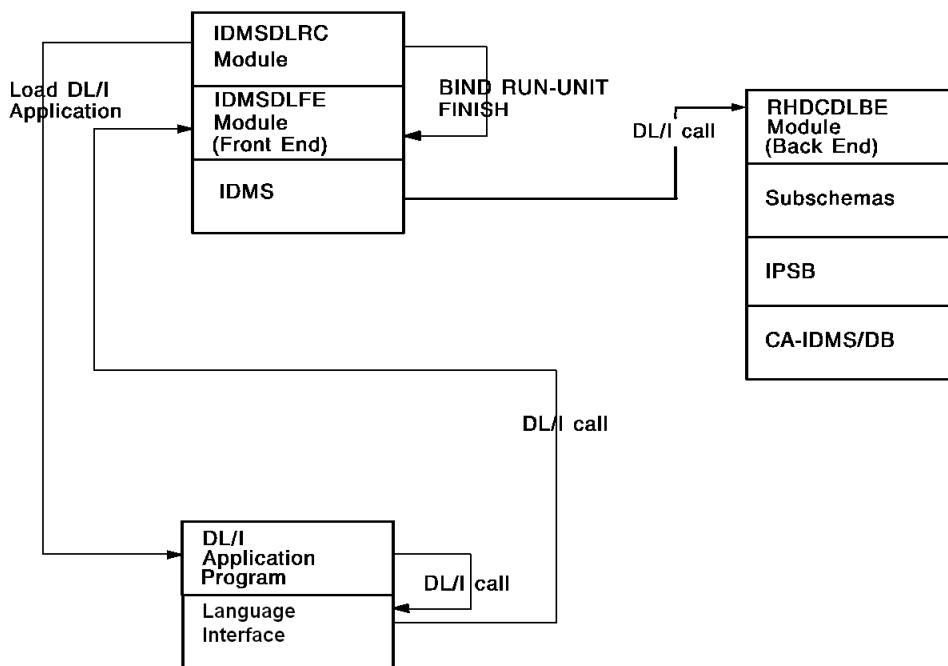 IDMSDLRC
Module
Load DL/I
Application
IDMSDLFE
Module
(Front End)
BIND RUN-UNIT
FINISH
IDMS
DL/I call
RHDCDLBE
Module
(Back End)
Subschemas
IPSB
CA-IDMS/DB
DL/I call
DL/I
Application
Program
DL/I call
Language
Interface